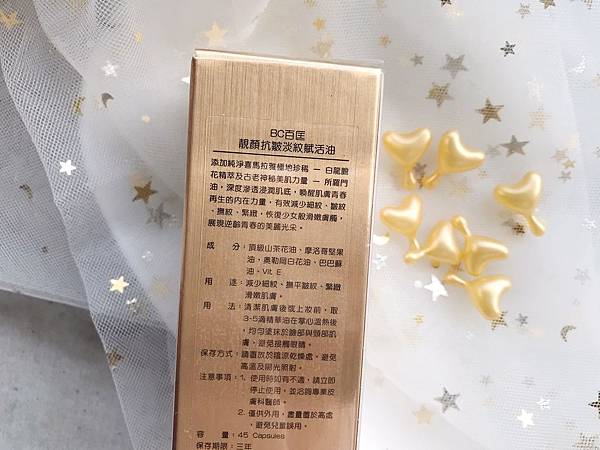 BC百匡
靚顏抗皺淡紋賦活油
添加純淨喜馬拉雅極地珍稀 — 白龍膽
花精萃及古老神秘美肌力量 — 所羅門
油，深度滲透浸潤肌底，喚醒肌膚青春
再生的內在力量，有效減少細紋、皺紋
、撫紋、緊緻，恢復少女般滑嫩膚觸，
展現逆齡青春的美麗光采。
成　　分：頂級山茶花油、摩洛哥堅果
油、奧勒岡白花油、巴巴蘇
油、Vit. E
用　　途：減少細紋、撫平皺紋、緊緻
滑嫩肌膚。
用　　法：清潔肌膚後或上妝前，取
3-5滴精華油在掌心溫熱後
，均勻塗抹於臉部與頸部肌
膚，避免接觸眼睛。
保存方式：請置放於陰涼乾燥處，避免
高溫及陽光照射。
注意事項：1. 使用時如有不適，請立即
停止使用，並洽詢專業皮
膚科醫師。
2. 僅供外用，盡量置於高處
，避免兒童誤用。
容　　量：45 Capsules
保存期限：三年